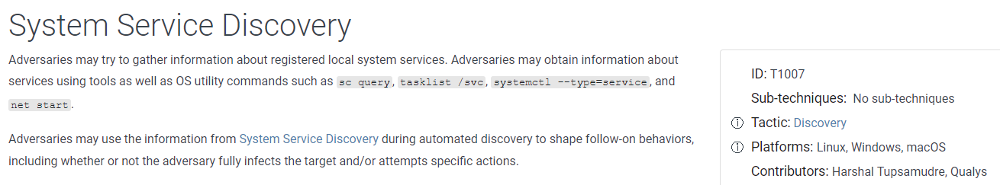 System Service Discovery
Adversaries may try to gather information about registered local system services. Adversaries may obtain information about
services using tools as well as OS utility commands such as sc query, tasklist /svc, systemctl --type=service, and
net start.
Adversaries may use the information from System Service Discovery during automated discovery to shape follow-on behaviors,
including whether or not the adversary fully infects the target and/or attempts specific actions.
ID: T1007
Sub-techniques: No sub-techniques
Tactic: Discovery
Platforms: Linux, Windows, macOS
Contributors: Harshal Tupsamudre, Qualys